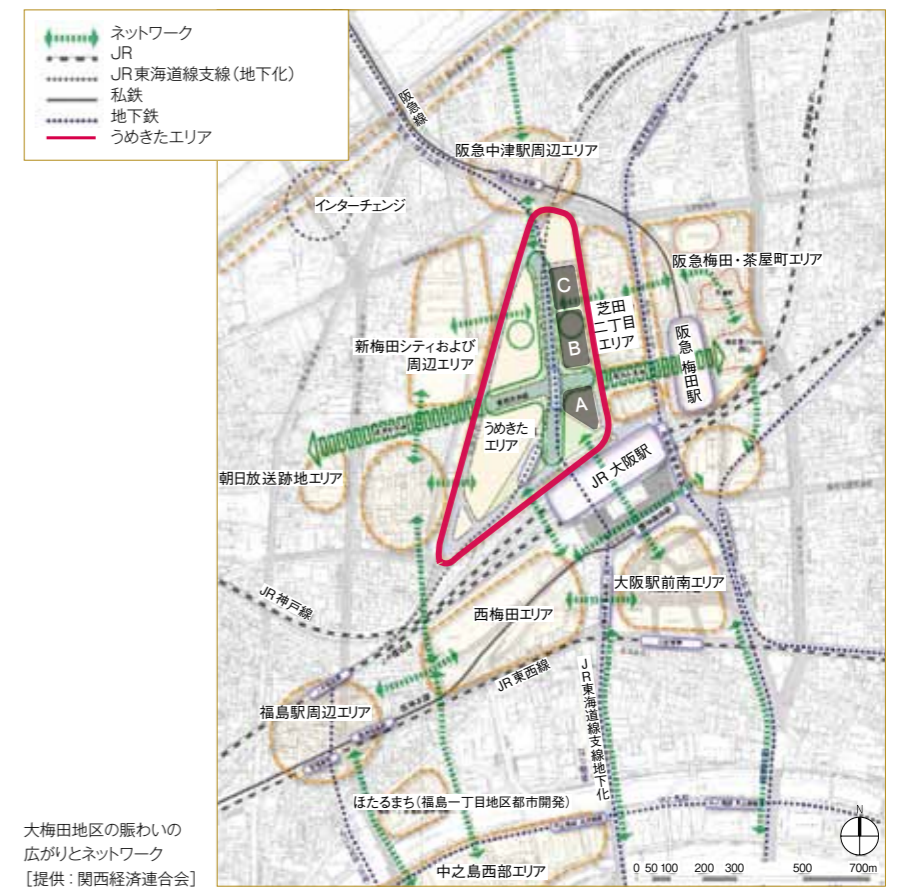 ネットワーク
JR
JR東海道線支線(地下化)
私鉄
地下鉄
うめきたエリア
阪急線
阪急中津駅周辺エリア
インターチェンジ
阪急梅田・茶屋町エリア
C
芝田
二丁目
エリア
B
新梅田シティおよび
周辺エリア
阪急 梅田駅
A
うめきた
エリア
JR 大阪駅
朝日放送跡地エリア
大阪駅前南エリア
JR神戸線
西梅田エリア
JR東西線
JR東海道線支線地下化
福島駅周辺エリア
ほたるまち(福島一丁目地区都市開発)
中之島西部エリア
N
0 50 100 200 300 500 700m
大梅田地区の賑わいの
広がりとネットワーク
[提供:関西経済連合会]